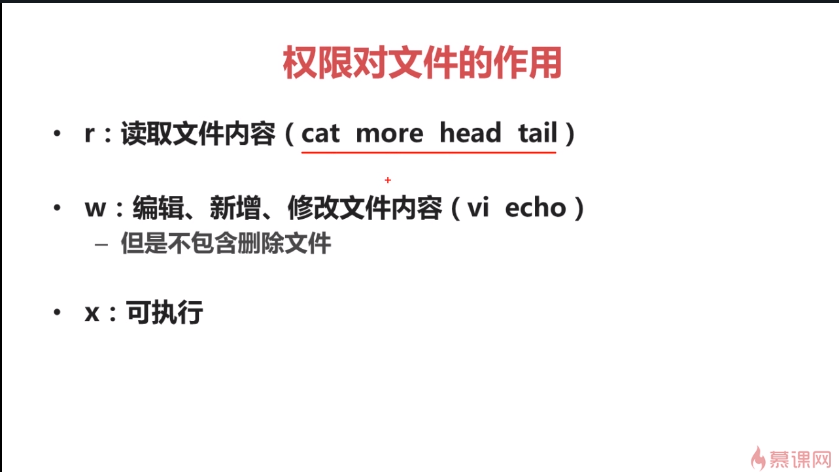 权限对文件的作用
• r：读取文件内容（cat more head tail）
• w：编辑、新增、修改文件内容（vi echo）
– 但是不包含删除文件
• x：可执行
慕课网